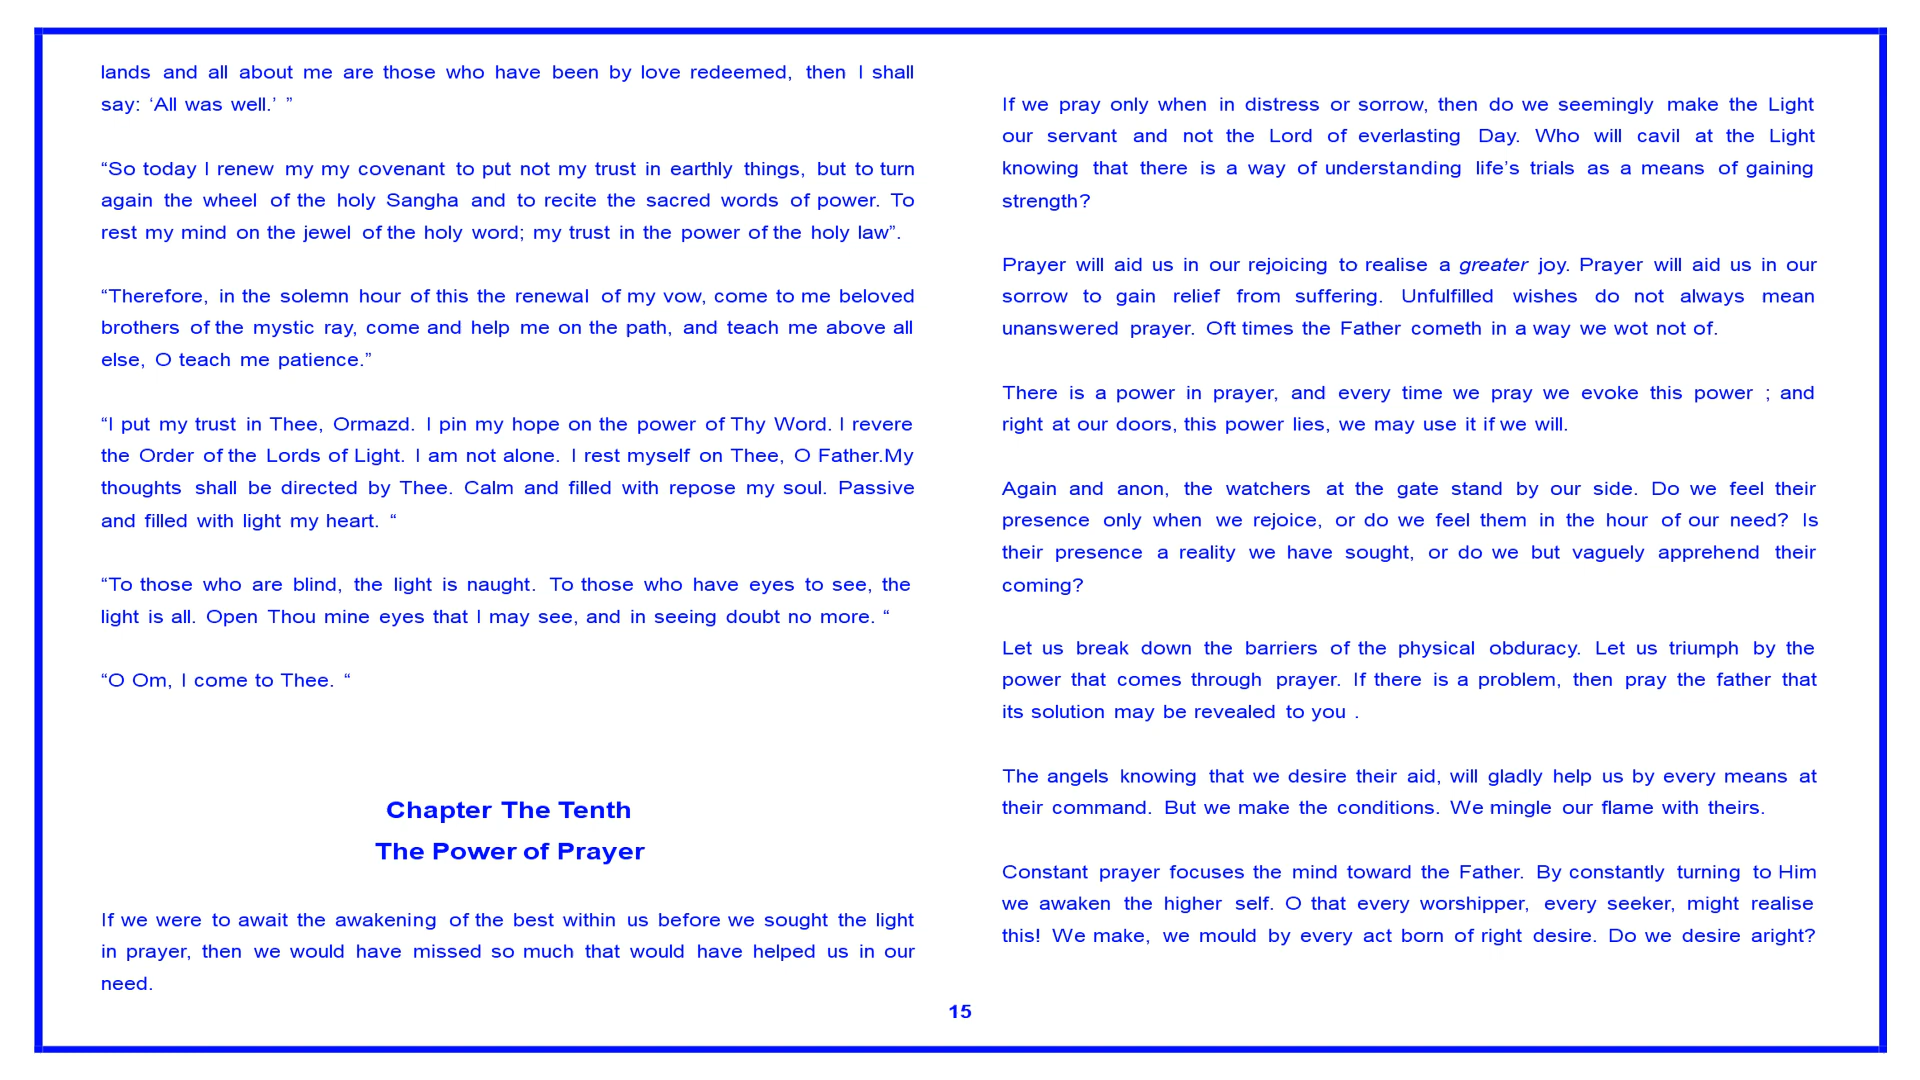 lands and all about me are those who have been by love redeemed, then I shall
say: ‘All was well.’ ”
“So today I renew my my covenant to put not my trust in earthly things, but to turn
again the wheel of the holy Sangha and to recite the sacred words of power. To
rest my mind on the jewel of the holy word; my trust in the power of the holy law”.
“Therefore, in the solemn hour of this the renewal of my vow, come to me beloved
brothers of the mystic ray, come and help me on the path, and teach me above all
else, O teach me patience.”
“I put my trust in Thee, Ormazd. I pin my hope on the power of Thy Word. I revere
the Order of the Lords of Light. I am not alone. I rest myself on Thee, O Father.My
thoughts shall be directed by Thee. Calm and filled with repose my soul. Passive
and filled with light my heart. “
“To those who are blind, the light is naught. To those who have eyes to see, the
light is all. Open Thou mine eyes that I may see, and in seeing doubt no more. “
“O Om, I come to Thee. “
Chapter The Tenth
The Power of Prayer
If we were to await the awakening of the best within us before we sought the light
in prayer, then we would have missed so much that would have helped us in our
need.
If we pray only when in distress or sorrow, then do we seemingly make the Light
our servant and not the Lord of everlasting Day. Who will cavil at the Light
knowing that there is a way of understanding life’s trials as a means of gaining
strength?
Prayer will aid us in our rejoicing to realise a greater joy. Prayer will aid us in our
sorrow to gain relief from suffering. Unfulfilled wishes do not always mean
unanswered prayer. Oft times the Father cometh in a way we wot not of.
There is a power in prayer, and every time we pray we evoke this power ; and
right at our doors, this power lies, we may use it if we will.
Again and anon, the watchers at the gate stand by our side. Do we feel their
presence only when we rejoice, or do we feel them in the hour of our need? Is
their presence a reality we have sought, or do we but vaguely apprehend their
coming?
Let us break down the barriers of the physical obduracy. Let us triumph by the
power that comes through prayer. If there is a problem, then pray the father that
its solution may be revealed to you .
The angels knowing that we desire their aid, will gladly help us by every means at
their command. But we make the conditions. We mingle our flame with theirs.
Constant prayer focuses the mind toward the Father. By constantly turning to Him
we awaken the higher self. O that every worshipper, every seeker, might realise
this! We make, we mould by every act born of right desire. Do we desire aright?
15